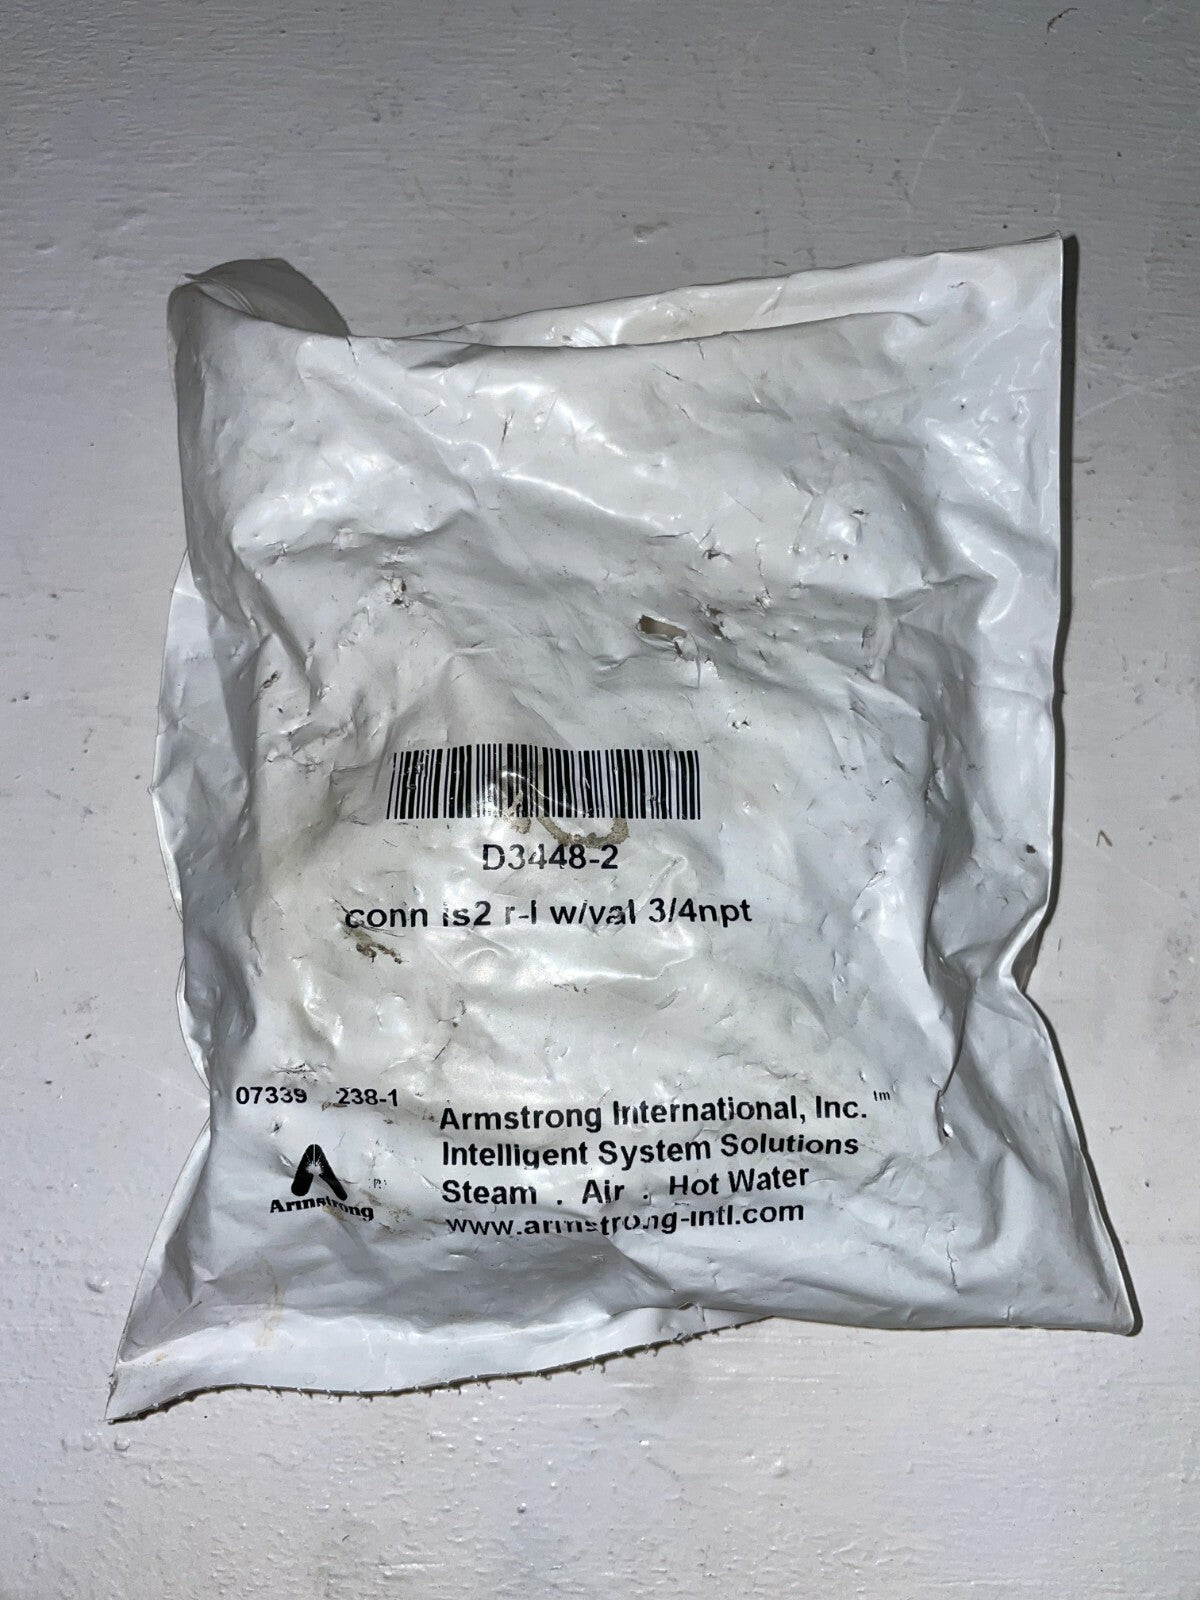 D3448-2
conn is2 r-l w/val 3/4npt
07339 238-1
Armstrong International, Inc.™
Intelligent System Solutions
Steam . Air . Hot Water
www.armstrong-intl.com
Armstrong